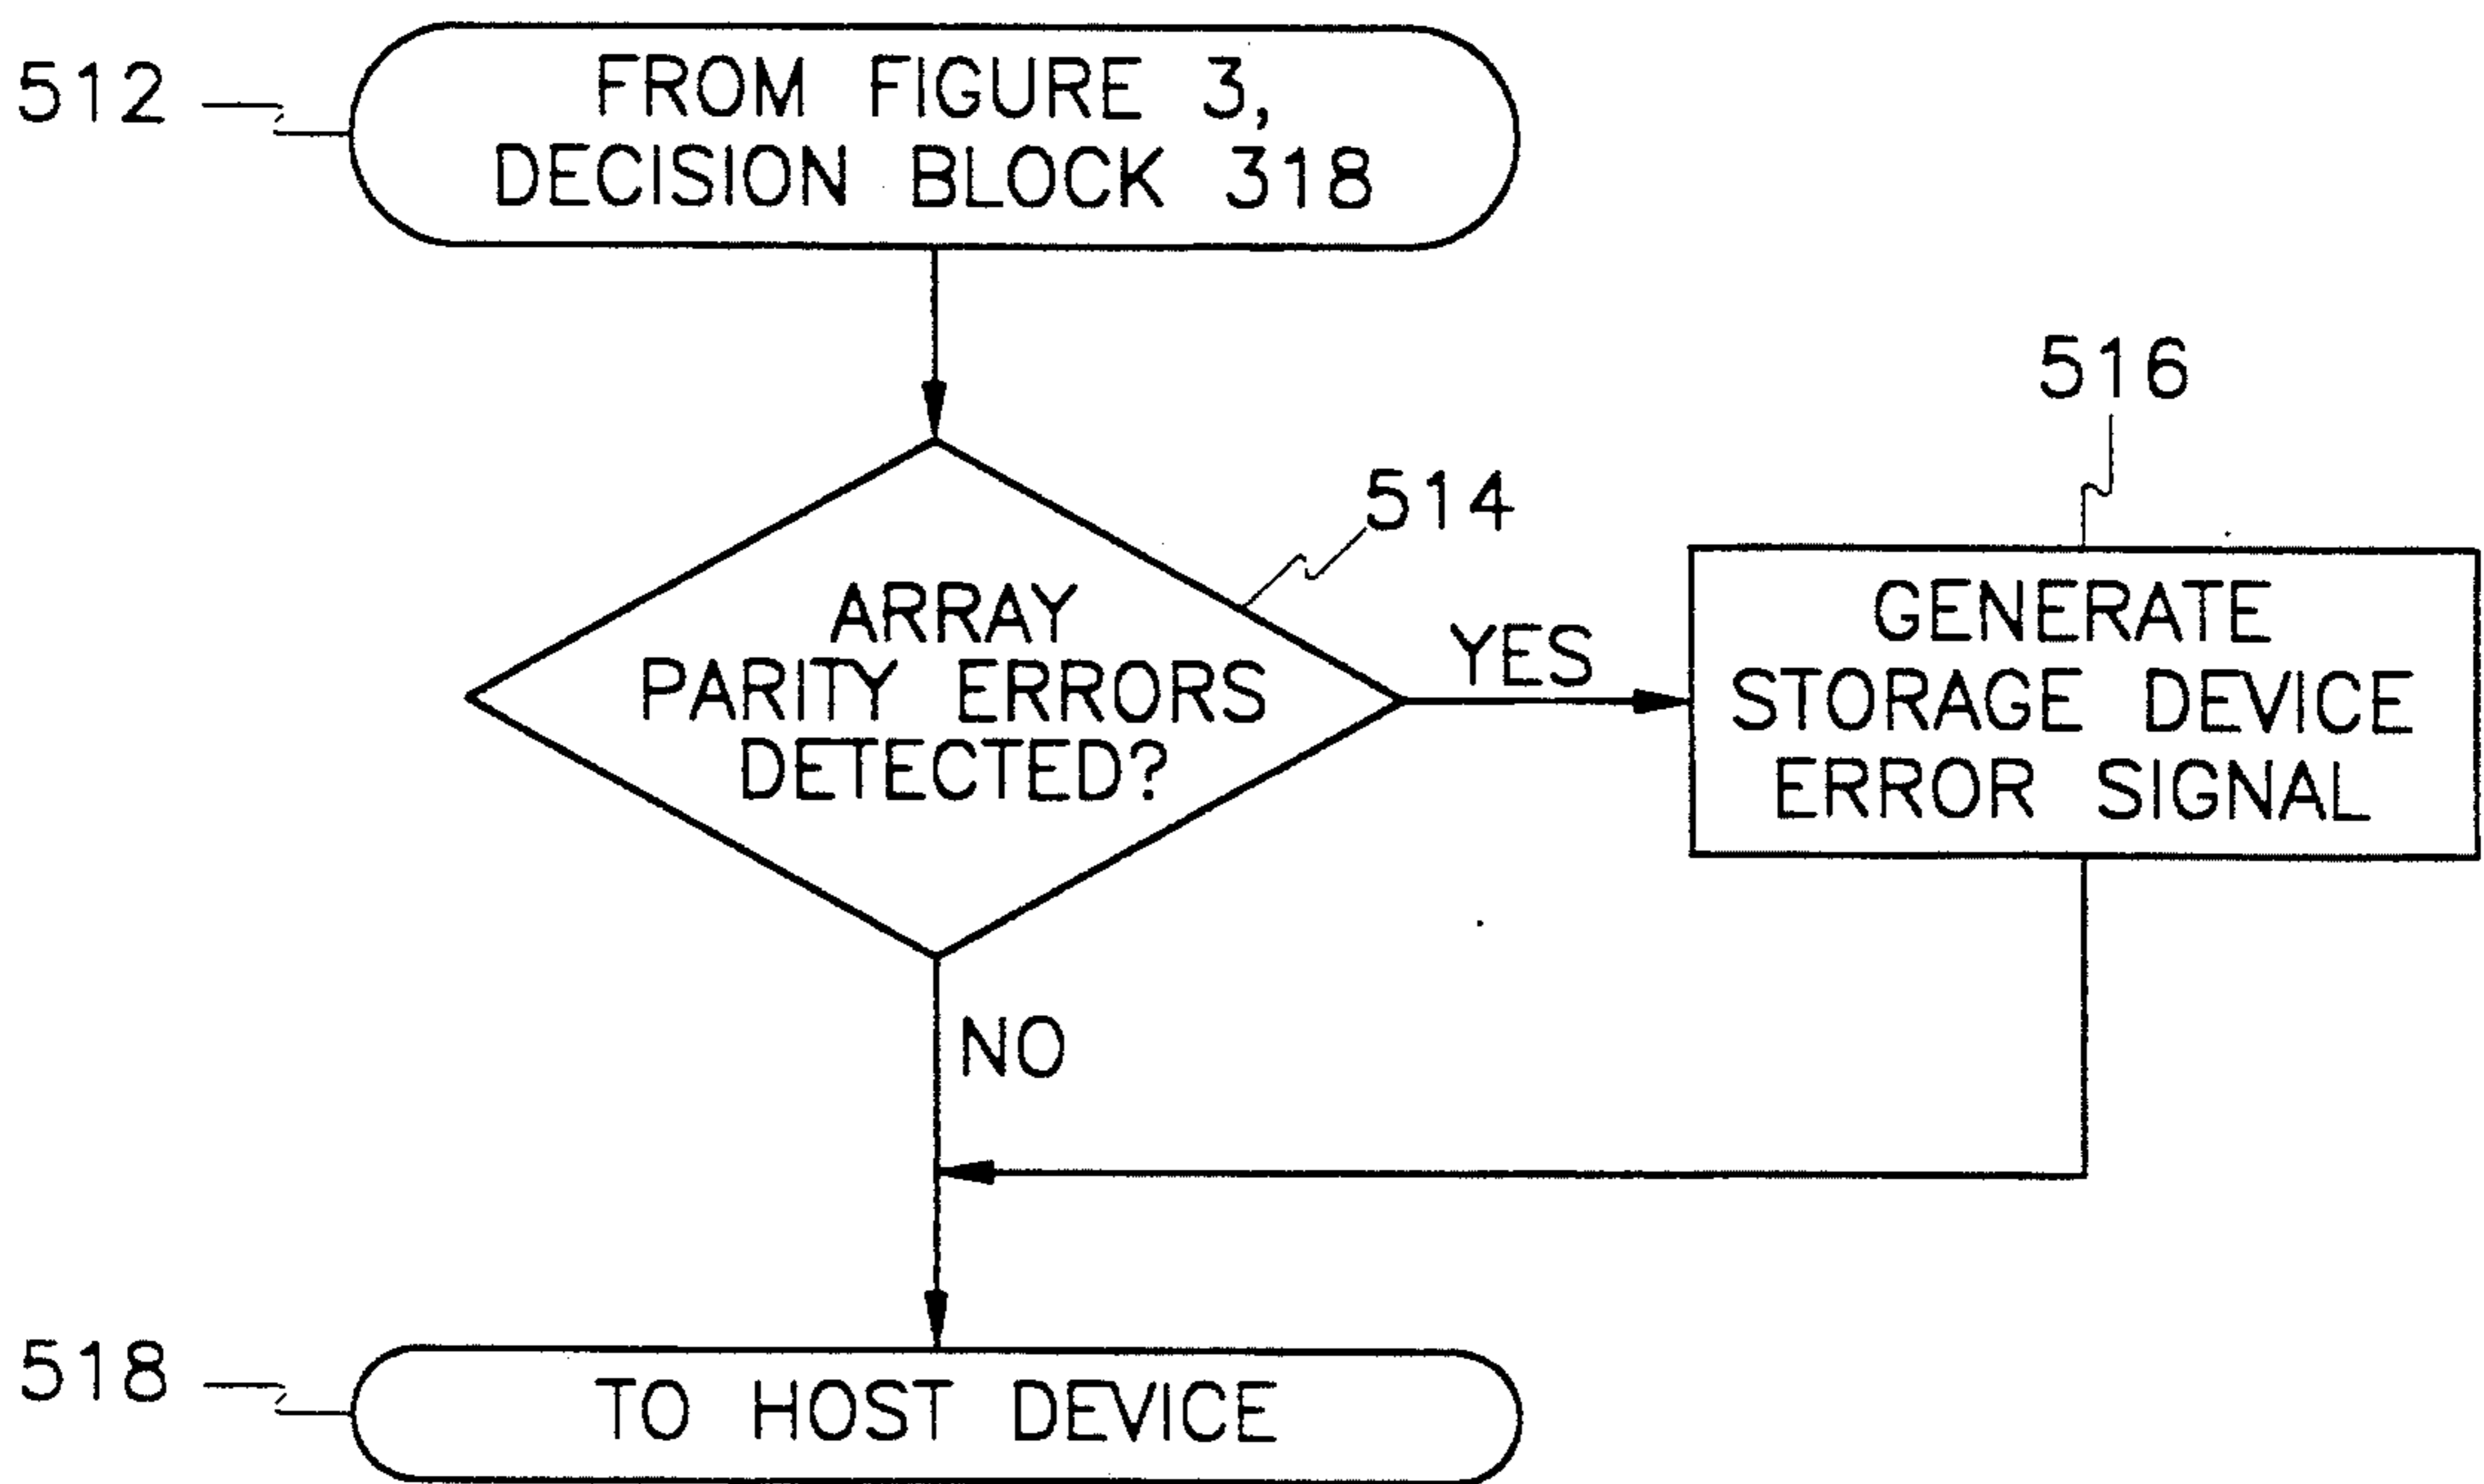 512
FROM FIGURE 3,
DECISION BLOCK 318
516
514
ARRAY
PARITY ERRORS
DETECTED?
YES
GENERATE
STORAGE DEVICE
ERROR SIGNAL
NO
518
TO HOST DEVICE